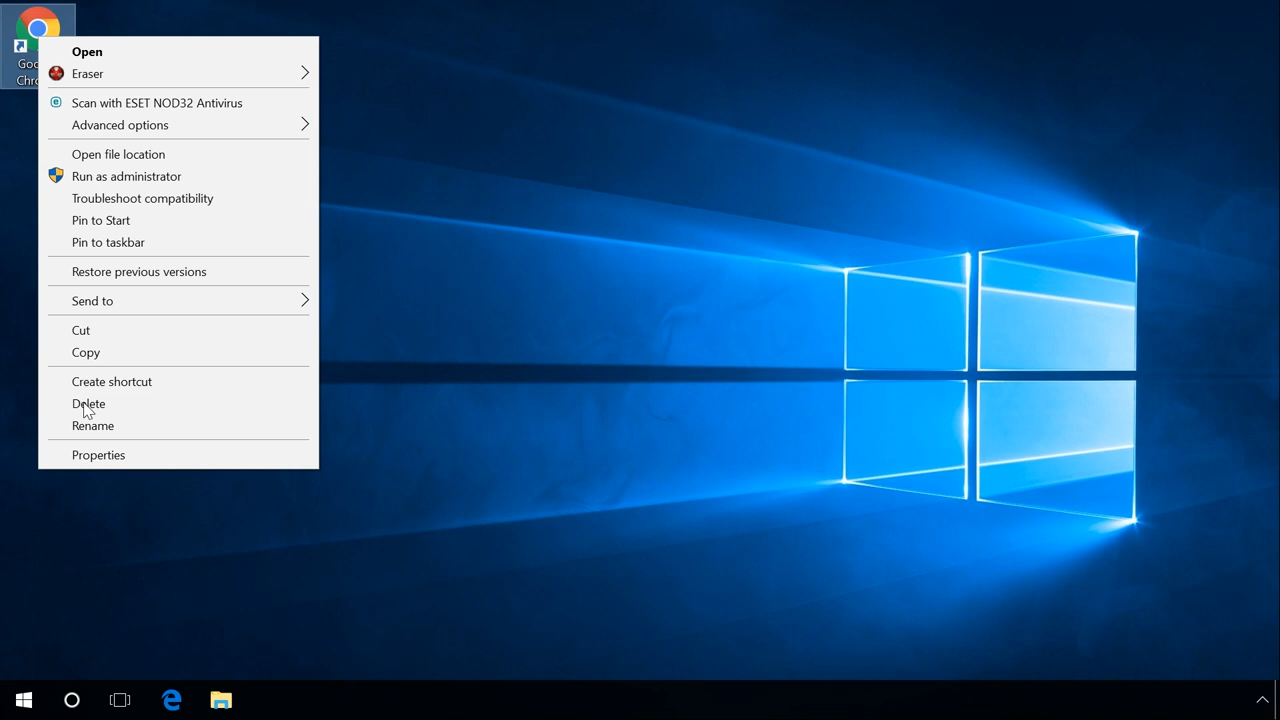 Open
Eraser
Scan with ESET NOD32 Antivirus
Advanced options
Open file location
Run as administrator
Troubleshoot compatibility
Pin to Start
Pin to taskbar
Restore previous versions
Send to
Cut
Copy
Create shortcut
Delete
Rename
Properties